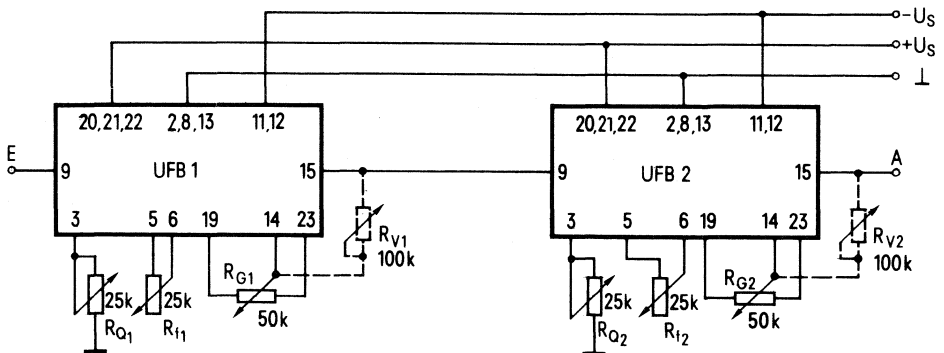 -U_S
+U_S
⊥
20,21,22 2,8,13 11,12
20,21,22 2,8,13 11,12
E 9 UFB 1 15
9 UFB 2 15 A
3 5 6 19 14 23
3 5 6 19 14 23
R_V1
100k
R_V2
100k
R_G1
R_G2
25k 25k 50k
25k 25k 50k
R_Q1 R_f1
R_Q2 R_f2